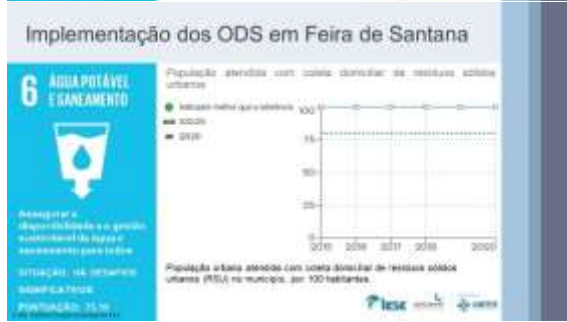 Implementação dos ODS em Feira de Santana
6 ÁGUA POTÁVEL
E SANEAMENTO
Assegurar a
disponibilidade e a gestão
sustentável da água e
saneamento para todos
SITUAÇÃO: HÁ DESAFIOS
SIGNIFICATIVOS
PONTUAÇÃO:
População atendida com coleta domiciliar de resíduos sólidos
urbanos
100
75
50
25
0
2015 2016 2017 2018 2020
População urbana atendida com coleta domiciliar de resíduos sólidos
urbanos (RSU) no município, por 100 habitantes.